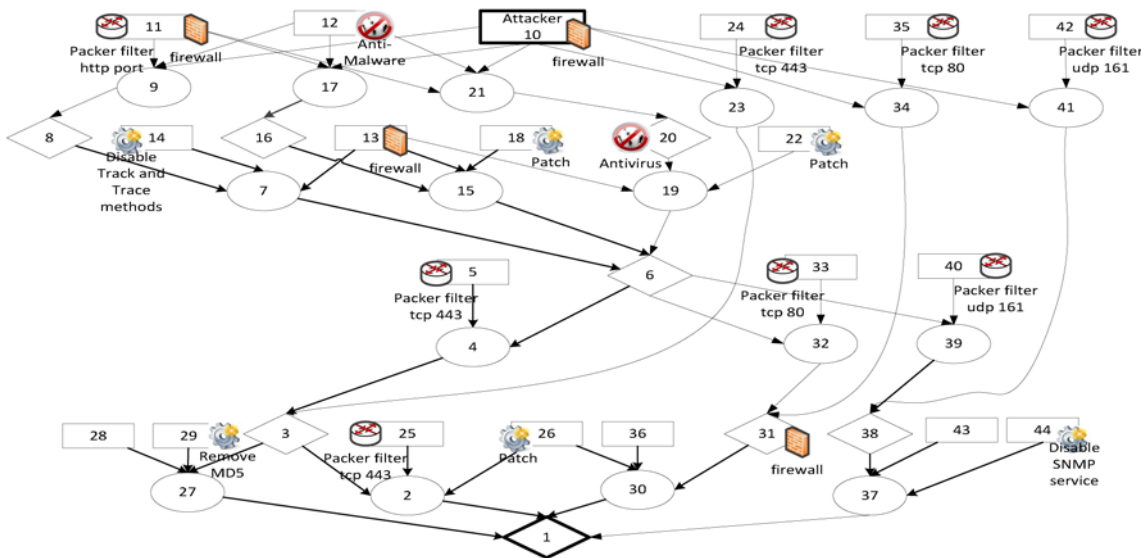 11
12
Attacker
10
24
35
42
Packer filter
http port
firewall
Anti-
Malware
firewall
Packer filter
tcp 443
Packer filter
tcp 80
Packer filter
udp 161
9
17
21
23
34
41
8
14
16
13
18
20
22
Disable
Track and
Trace
methods
firewall
Patch
Antivirus
Patch
7
15
19
5
6
33
40
Packer filter
tcp 443
Packer filter
tcp 80
Packer filter
udp 161
4
32
39
28
29
3
25
26
36
31
38
43
44
Remove
MD5
Packer filter
tcp 443
Patch
firewall
Disable
SNMP
service
27
2
30
37
1